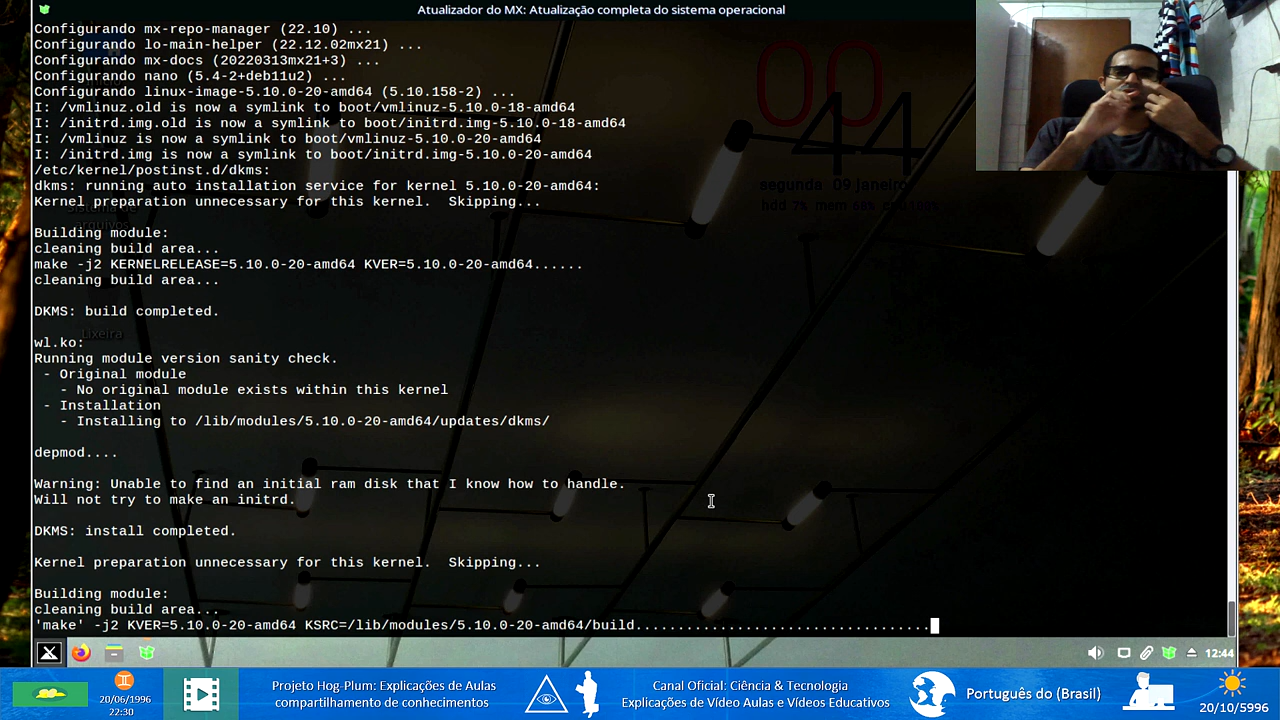 Atualizador do MX: Atualização completa do sistema operacional
Configurando mx-repo-manager (22.10) ...
Configurando lo-main-helper (22.12.02mx21) ...
Configurando mx-docs (20220313mx21+3) ...
Configurando nano (5.4-2+deb11u2) ...
Configurando linux-image-5.10.0-20-amd64 (5.10.158-2) ...
I: /vmlinuz.old is now a symlink to boot/vmlinuz-5.10.0-18-amd64
I: /initrd.img.old is now a symlink to boot/initrd.img-5.10.0-18-amd64
I: /vmlinuz is now a symlink to boot/vmlinuz-5.10.0-20-amd64
I: /initrd.img is now a symlink to boot/initrd.img-5.10.0-20-amd64
/etc/kernel/postinst.d/dkms:
dkms: running auto installation service for kernel 5.10.0-20-amd64:
Kernel preparation unnecessary for this kernel.  Skipping...
Building module:
cleaning build area...
make -j2 KERNELRELEASE=5.10.0-20-amd64 KVER=5.10.0-20-amd64......
cleaning build area...
DKMS: build completed.
wl.ko:
Running module version sanity check.
- Original module
- No original module exists within this kernel
- Installation
- Installing to /lib/modules/5.10.0-20-amd64/updates/dkms/
depmod....
Warning: Unable to find an initial ram disk that I know how to handle.
Will not try to make an initrd.
DKMS: install completed.
Kernel preparation unnecessary for this kernel.  Skipping...
Building module:
cleaning build area...
'make' -j2 KVER=5.10.0-20-amd64 KSRC=/lib/modules/5.10.0-20-amd64/build...................................
00
44
segunda 09 janeiro
hdd 7% mem 68%
Sistema de
arquivos
Lixeira
12:44
20/06/1996
22:30
Projeto Hog-Plum: Explicações de Aulas
compartilhamento de conhecimentos
Canal Oficial: Ciência & Tecnologia
Explicações de Vídeo Aulas e Vídeos Educativos
Português do (Brasil)
20/10/5996